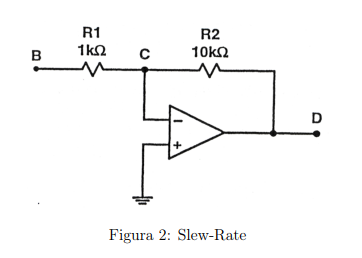 R1
1kΩ
R2
10kΩ
B
C
D
−
+
Figura 2: Slew-Rate